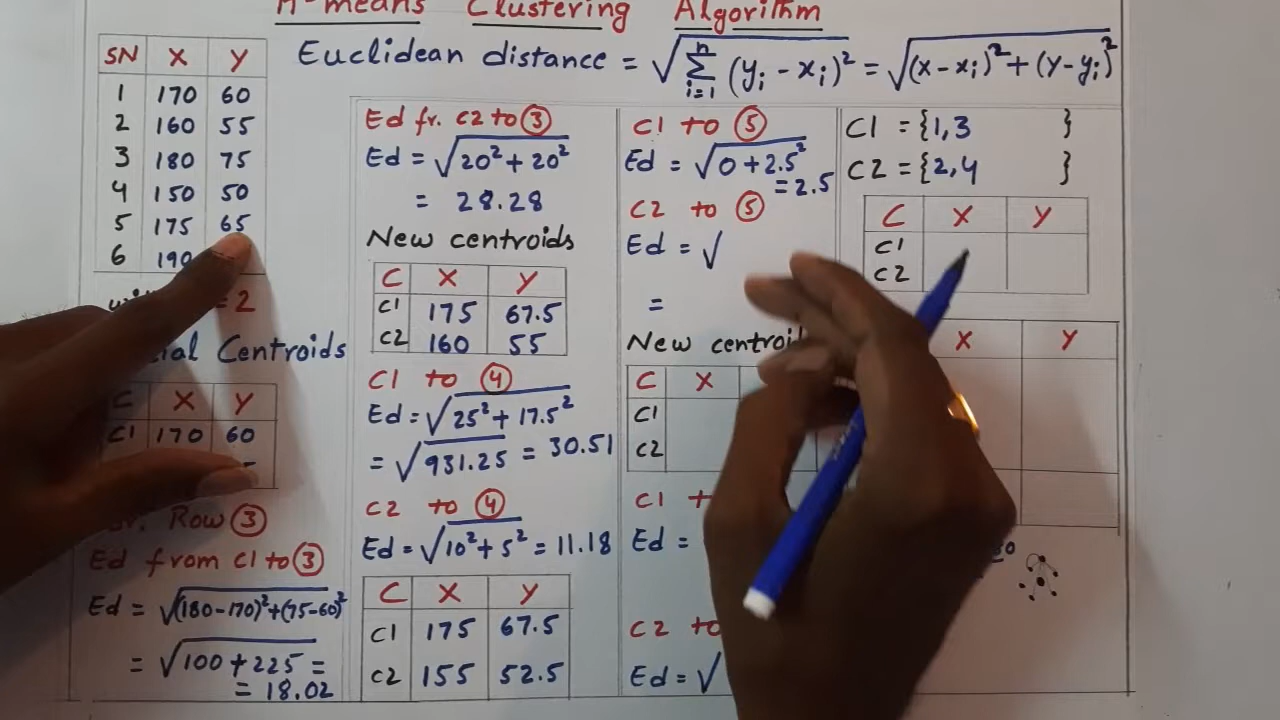 K-means Clustering Algorithm
SN X Y
1 170 60
2 160 55
3 180 75
4 150 50
5 175 65
6 190
= 2
Centroids
C X Y
C1 170 60
Row ③
Ed from C1 to ③
Ed = √(180-170)²+(75-60)²
= √100+225 =
= 18.02
Euclidean distance = √∑ⁿᵢ₌₁ (yᵢ - xᵢ)² = √(x-xᵢ)²+(y-yᵢ)²
Ed fr. C2 to ③
Ed = √20²+20²
= 28.28
New centroids
C X Y
C1 175 67.5
C2 160 55
C1 to ④
Ed = √25²+17.5²
= √931.25 = 30.51
C2 to ④
Ed = √10²+5² = 11.18
C X Y
C1 175 67.5
C2 155 52.5
C1 to ⑤
Ed = √0+2.5²
= 2.5
C2 to ⑤
Ed = √
=
New
C X
C1
C2
C1
Ed =
C2 to
Ed = √
C1 = {1,3 }
C2 = {2,4 }
C X Y
C1
C2
X Y